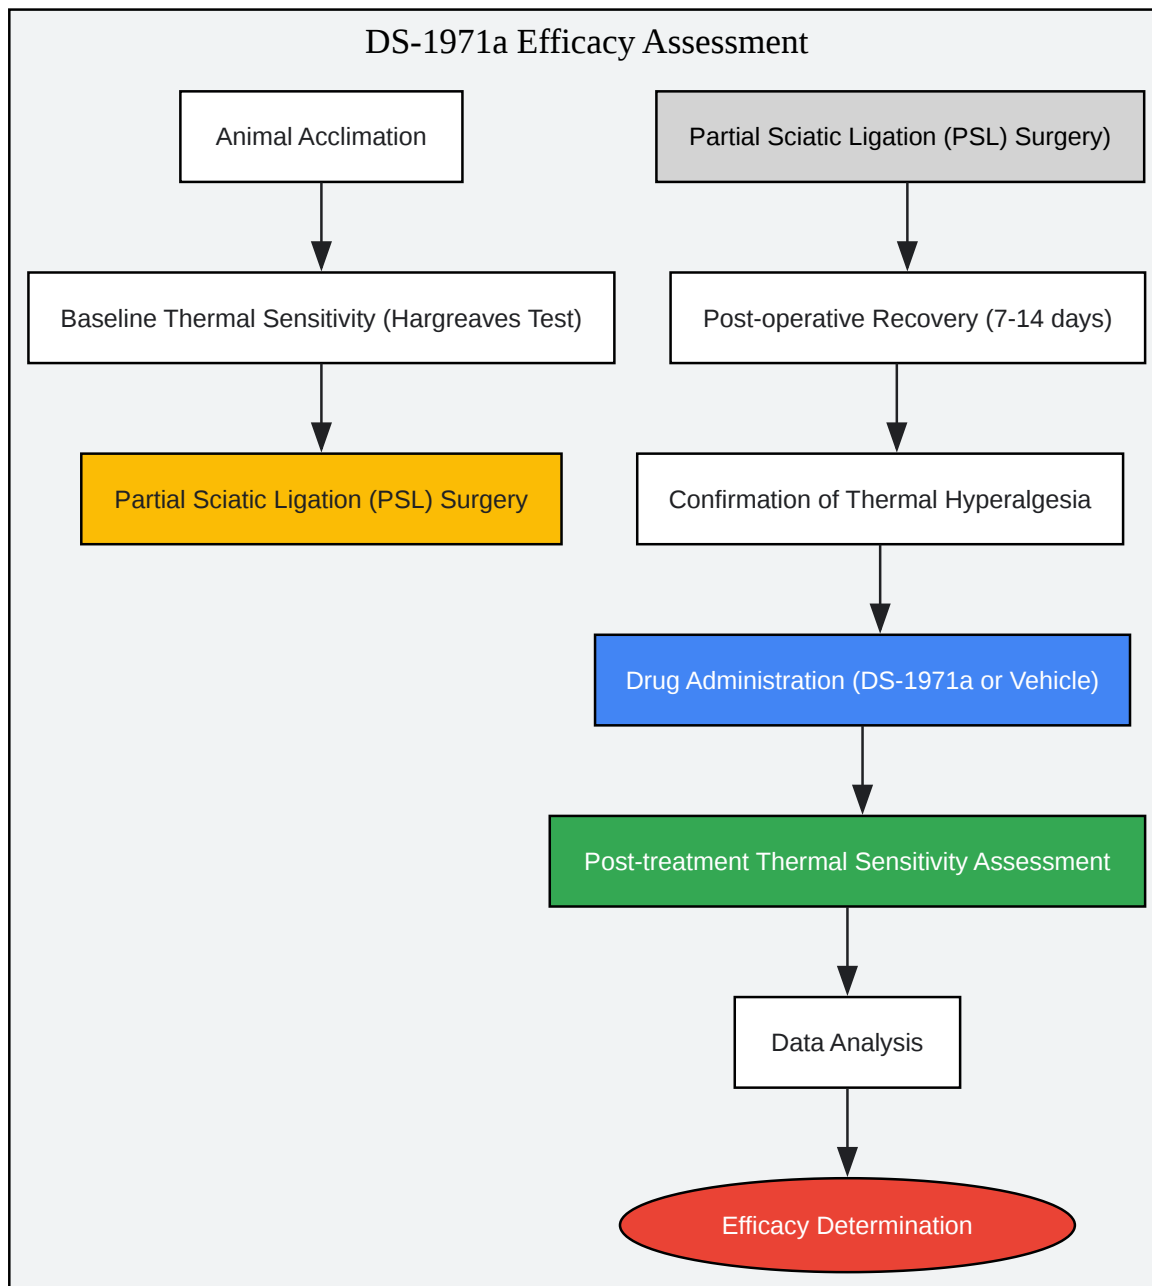 DS-1971a Efficacy Assessment
Animal Acclimation
Baseline Thermal Sensitivity (Hargreaves Test)
Partial Sciatic Ligation (PSL) Surgery
Partial Sciatic Ligation (PSL) Surgery)
Post-operative Recovery (7-14 days)
Confirmation of Thermal Hyperalgesia
Drug Administration (DS-1971a or Vehicle)
Post-treatment Thermal Sensitivity Assessment
Data Analysis
Efficacy Determination